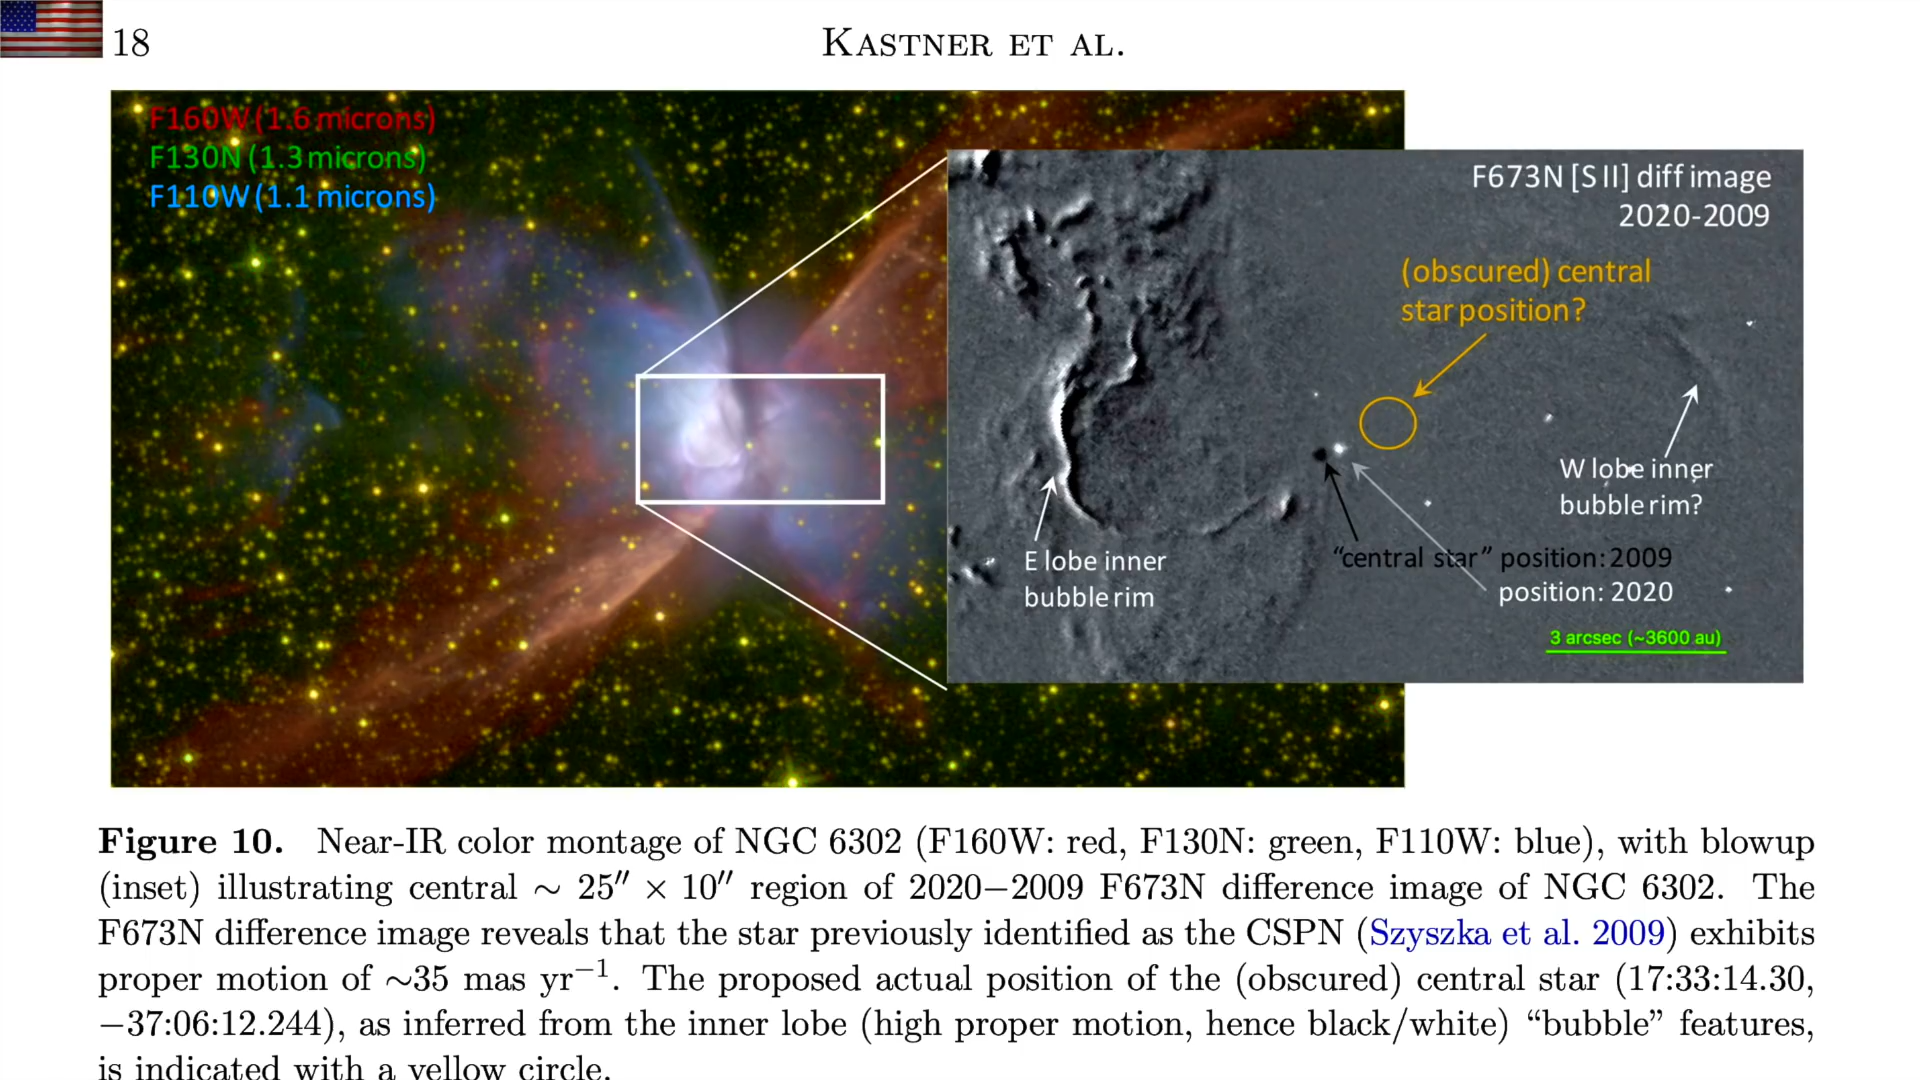 18
KASTNER ET AL.
F160W (1.6 microns)
F130N (1.3 microns)
F110W (1.1 microns)
F673N [S II] diff image
2020-2009
(obscured) central
star position?
W lobe inner
bubble rim?
E lobe inner
bubble rim
“central star” position: 2009
position: 2020
3 arcsec (~3600 au)
Figure 10. Near-IR color montage of NGC 6302 (F160W: red, F130N: green, F110W: blue), with blowup
(inset) illustrating central ∼ 25″ × 10″ region of 2020−2009 F673N difference image of NGC 6302. The
F673N difference image reveals that the star previously identified as the CSPN (Szyszka et al. 2009) exhibits
proper motion of ∼35 mas yr−1. The proposed actual position of the (obscured) central star (17:33:14.30,
−37:06:12.244), as inferred from the inner lobe (high proper motion, hence black/white) “bubble” features,
is indicated with a yellow circle.